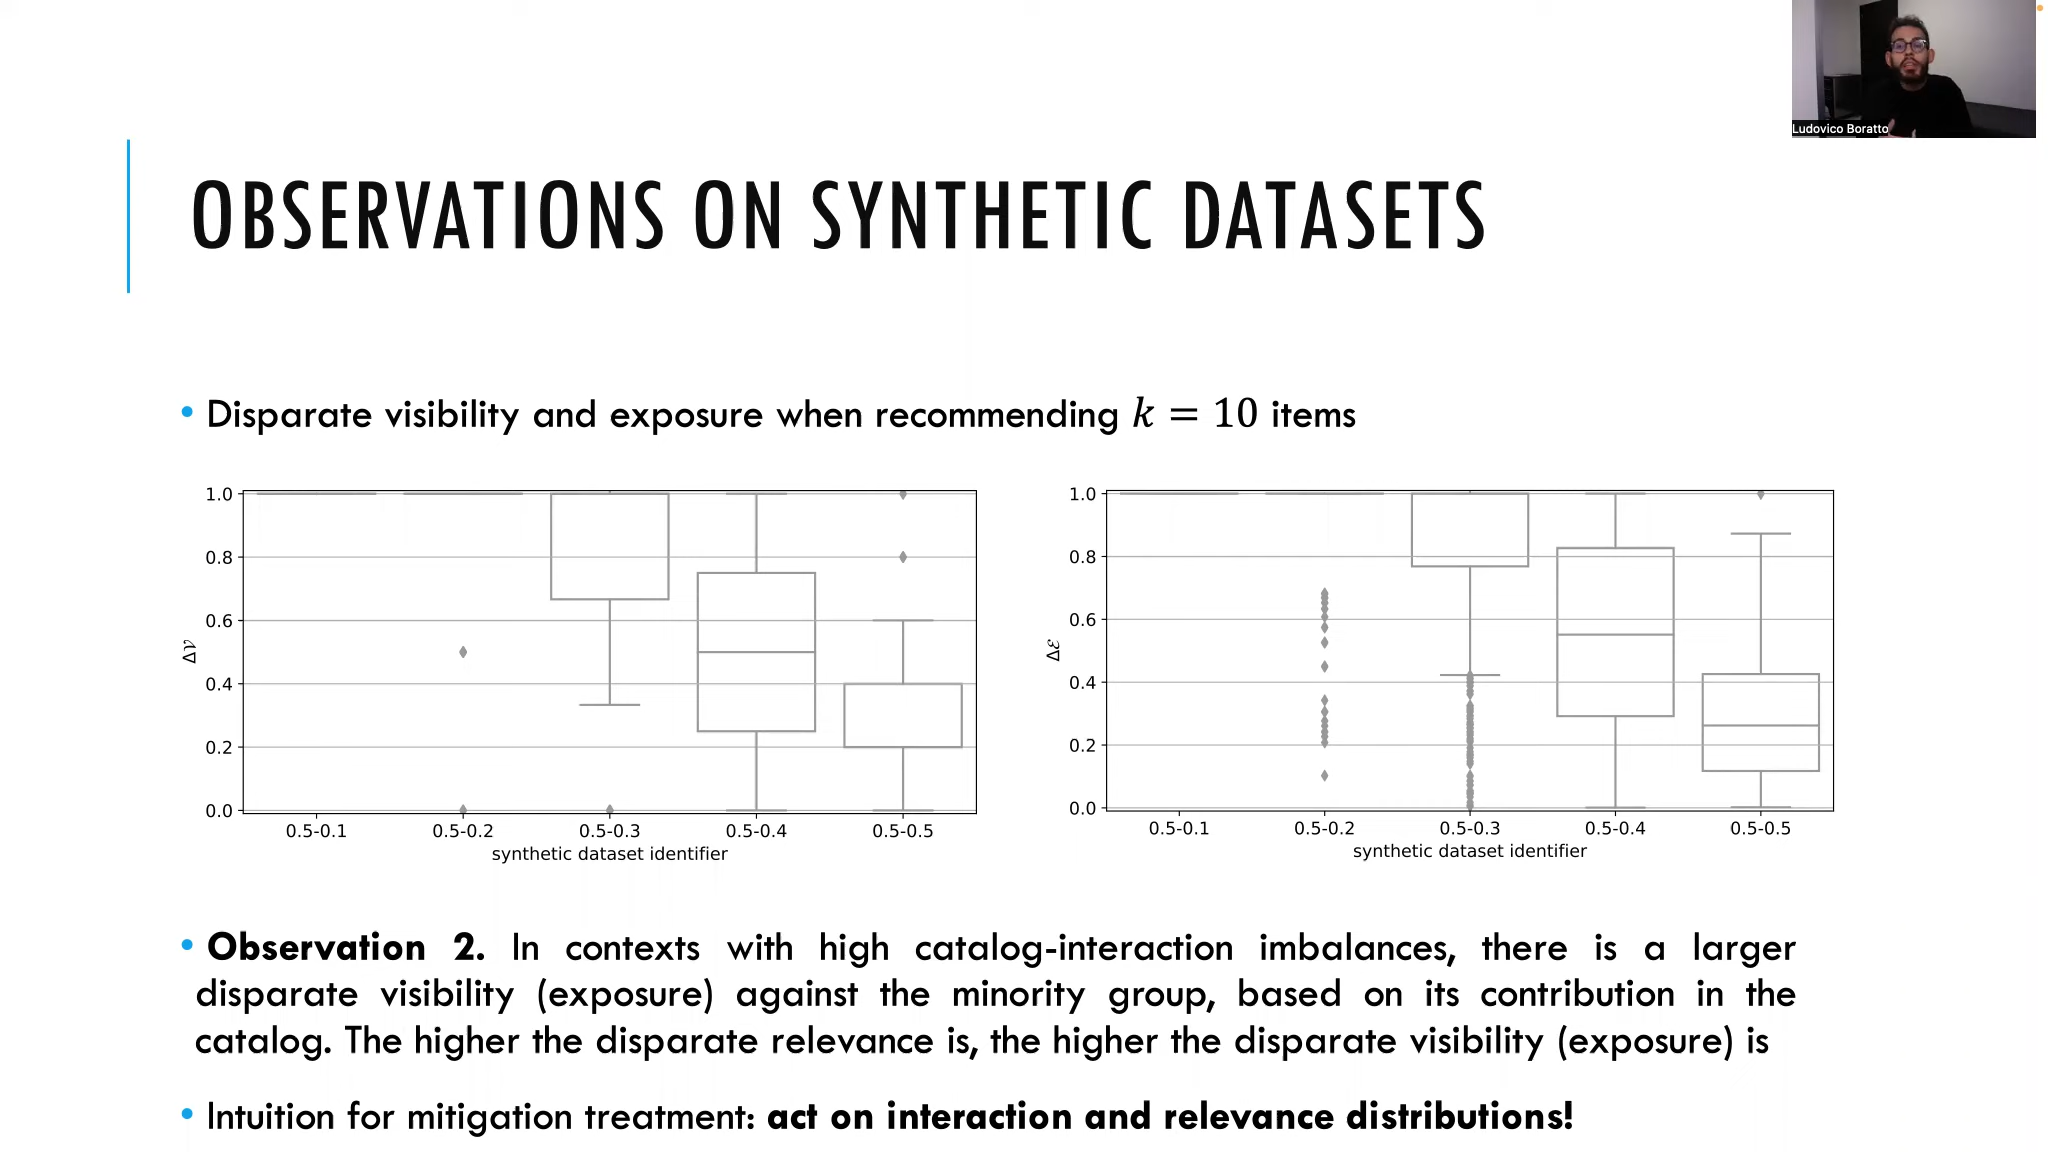 Ludovico Boratto
OBSERVATIONS ON SYNTHETIC DATASETS
• Disparate visibility and exposure when recommending k = 10 items
1.0
0.8
0.6
0.4
0.2
0.0
Δ𝒱
0.5-0.1 0.5-0.2 0.5-0.3 0.5-0.4 0.5-0.5
synthetic dataset identifier
1.0
0.8
0.6
0.4
0.2
0.0
Δℰ
0.5-0.1 0.5-0.2 0.5-0.3 0.5-0.4 0.5-0.5
synthetic dataset identifier
• Observation 2. In contexts with high catalog-interaction imbalances, there is a larger
disparate visibility (exposure) against the minority group, based on its contribution in the
catalog. The higher the disparate relevance is, the higher the disparate visibility (exposure) is
• Intuition for mitigation treatment: act on interaction and relevance distributions!